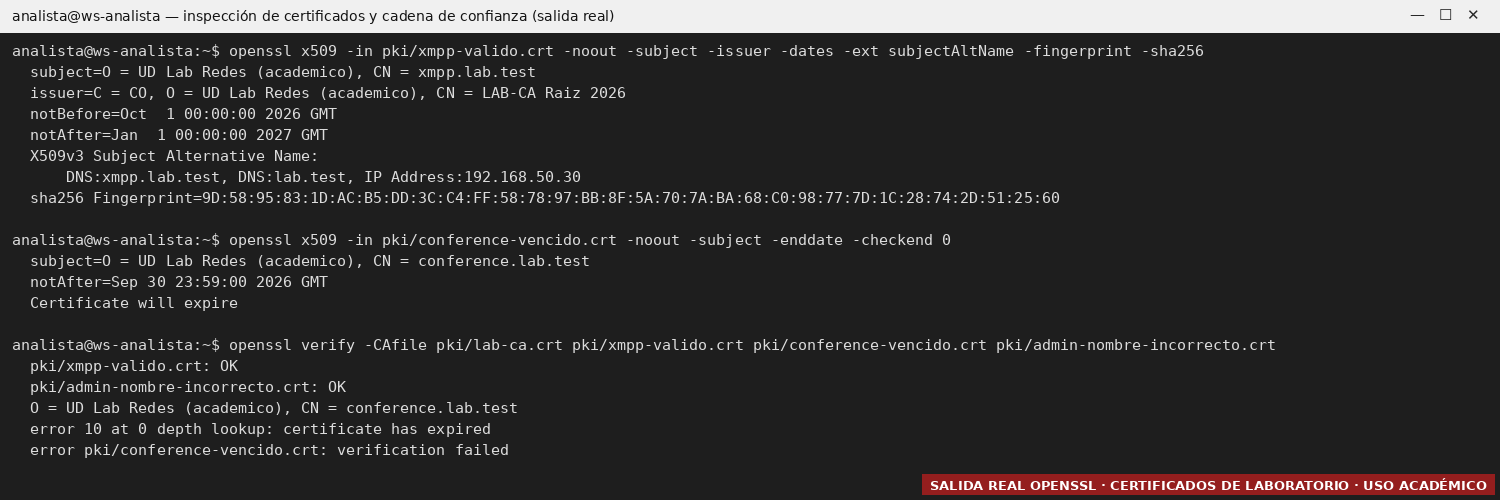 analista@ws-analista — inspección de certificados y cadena de confianza (salida real)
analista@ws-analista:~$ openssl x509 -in pki/xmpp-valido.crt -noout -subject -issuer -dates -ext subjectAltName -fingerprint -sha256
subject=O = UD Lab Redes (academico), CN = xmpp.lab.test
issuer=C = CO, O = UD Lab Redes (academico), CN = LAB-CA Raiz 2026
notBefore=Oct  1 00:00:00 2026 GMT
notAfter=Jan  1 00:00:00 2027 GMT
X509v3 Subject Alternative Name:
DNS:xmpp.lab.test, DNS:lab.test, IP Address:192.168.50.30
sha256 Fingerprint=9D:58:95:83:1D:AC:B5:DD:3C:C4:FF:58:78:97:BB:8F:5A:70:7A:BA:68:C0:98:77:7D:1C:28:74:2D:51:25:60
analista@ws-analista:~$ openssl x509 -in pki/conference-vencido.crt -noout -subject -enddate -checkend 0
subject=O = UD Lab Redes (academico), CN = conference.lab.test
notAfter=Sep 30 23:59:00 2026 GMT
Certificate will expire
analista@ws-analista:~$ openssl verify -CAfile pki/lab-ca.crt pki/xmpp-valido.crt pki/conference-vencido.crt pki/admin-nombre-incorrecto.crt
pki/xmpp-valido.crt: OK
pki/admin-nombre-incorrecto.crt: OK
O = UD Lab Redes (academico), CN = conference.lab.test
error 10 at 0 depth lookup: certificate has expired
error pki/conference-vencido.crt: verification failed
SALIDA REAL OPENSSL · CERTIFICADOS DE LABORATORIO · USO ACADÉMICO